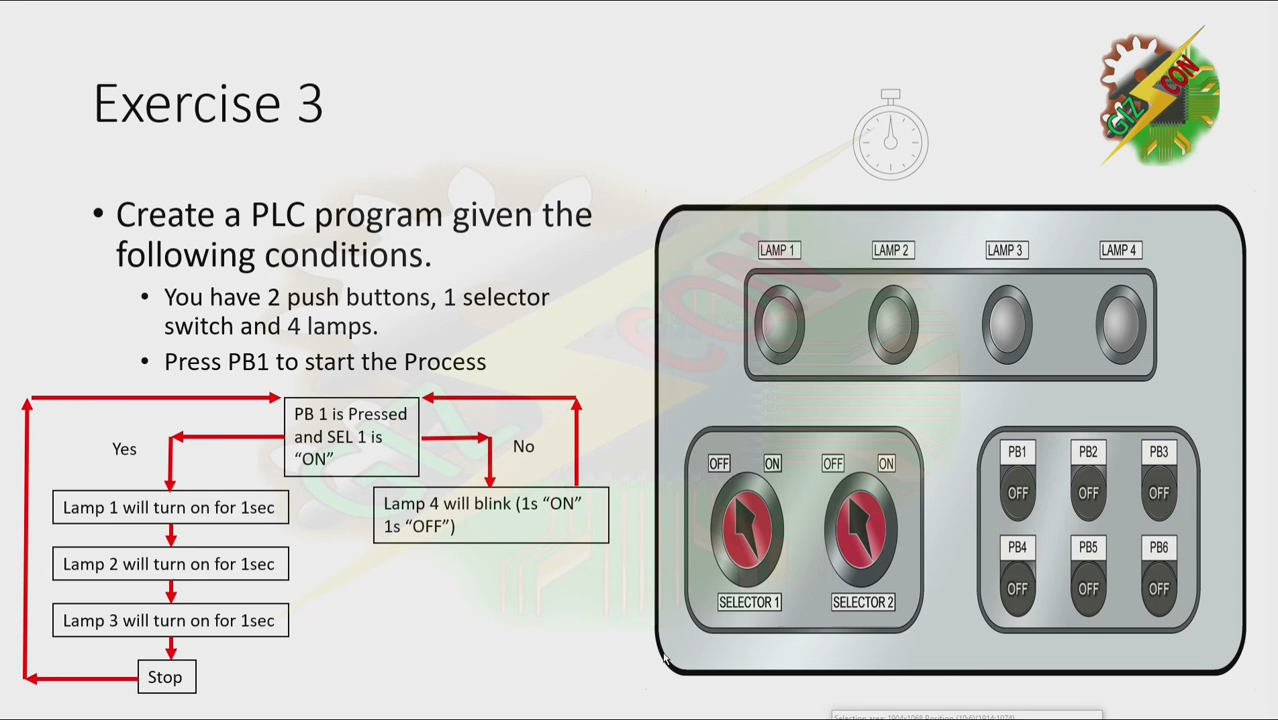 Exercise 3
GIZ CON
• Create a PLC program given the
following conditions.
• You have 2 push buttons, 1 selector
switch and 4 lamps.
• Press PB1 to start the Process
PB 1 is Pressed
and SEL 1 is
“ON”
Yes
No
Lamp 1 will turn on for 1sec
Lamp 4 will blink (1s “ON”
1s “OFF”)
Lamp 2 will turn on for 1sec
Lamp 3 will turn on for 1sec
Stop
LAMP 1 LAMP 2 LAMP 3 LAMP 4
OFF ON OFF ON
SELECTOR 1 SELECTOR 2
PB1 PB2 PB3
OFF OFF OFF
PB4 PB5 PB6
OFF OFF OFF